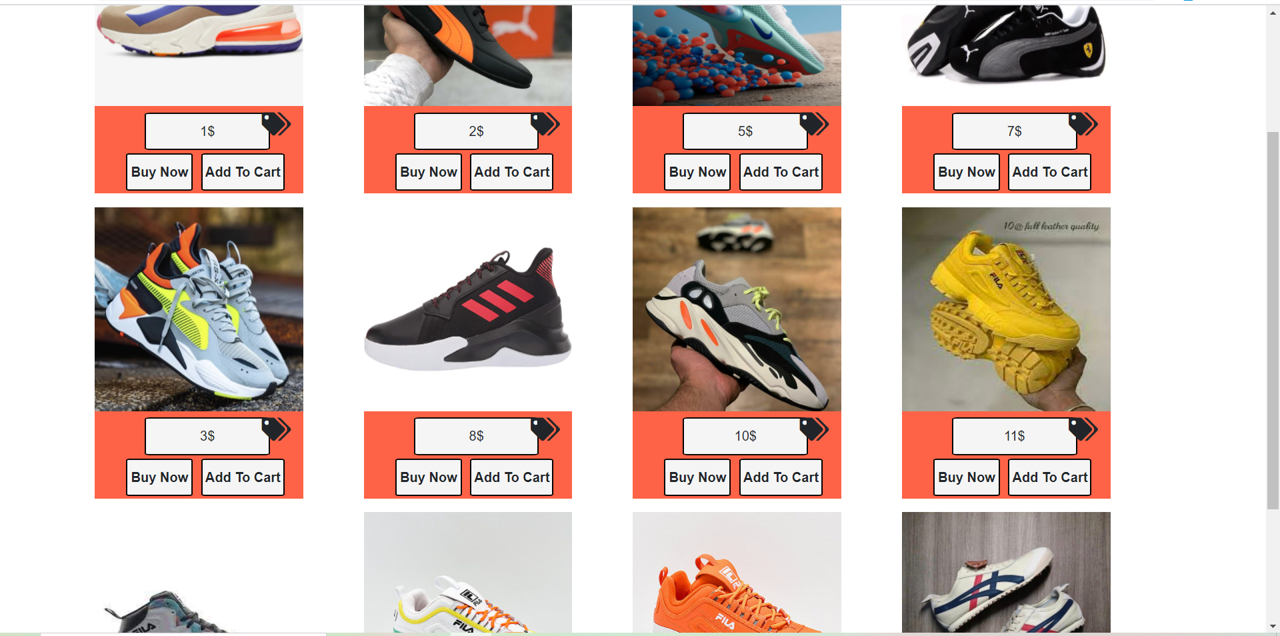 1$
2$
5$
7$
Buy Now Add To Cart
Buy Now Add To Cart
Buy Now Add To Cart
Buy Now Add To Cart
10@ full leather quality
FILA
3$
8$
10$
11$
Buy Now Add To Cart
Buy Now Add To Cart
Buy Now Add To Cart
Buy Now Add To Cart
FILA
FILA
FILA